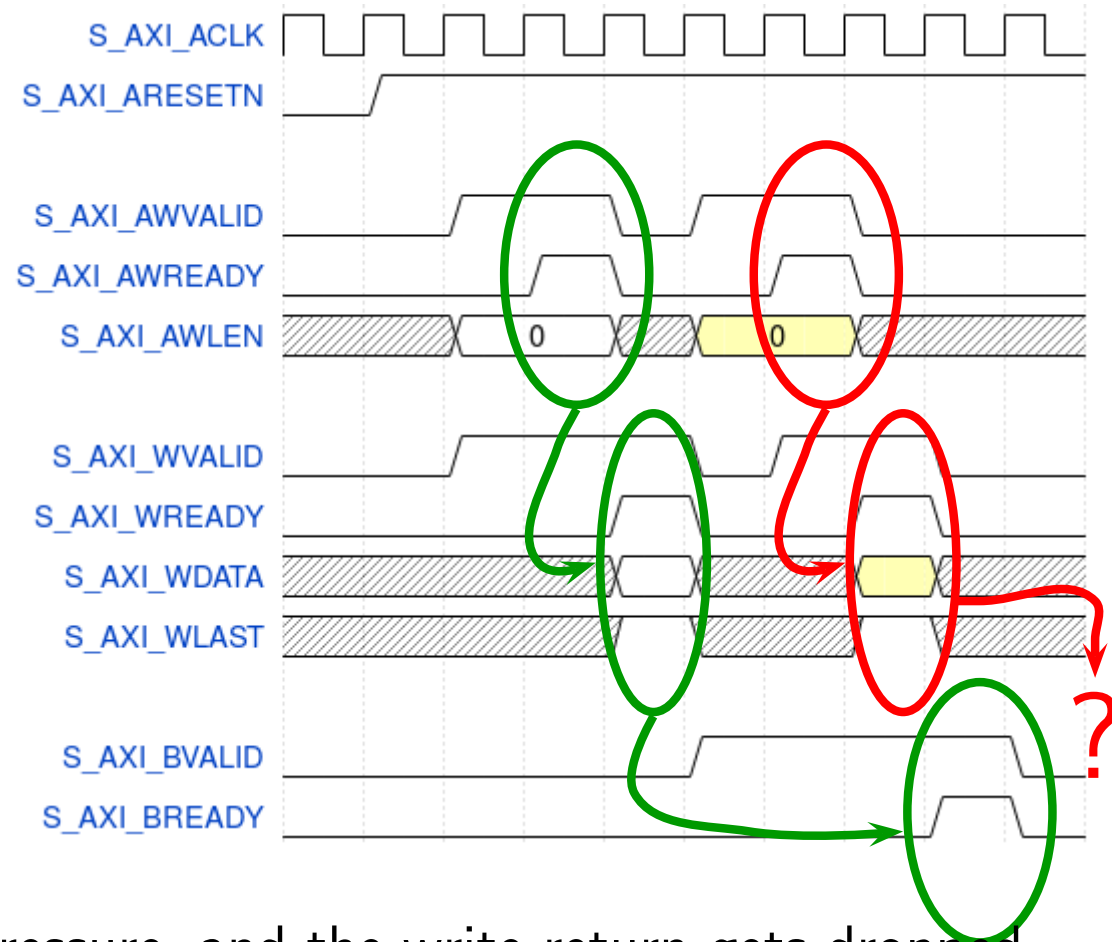 S_AXI_ACLK
S_AXI_ARESETN
S_AXI_AWVALID
S_AXI_AWREADY
S_AXI_AWLEN
0
0
S_AXI_WVALID
S_AXI_WREADY
S_AXI_WDATA
S_AXI_WLAST
?
S_AXI_BVALID
S_AXI_BREADY
ressure, and the write return gets dropped